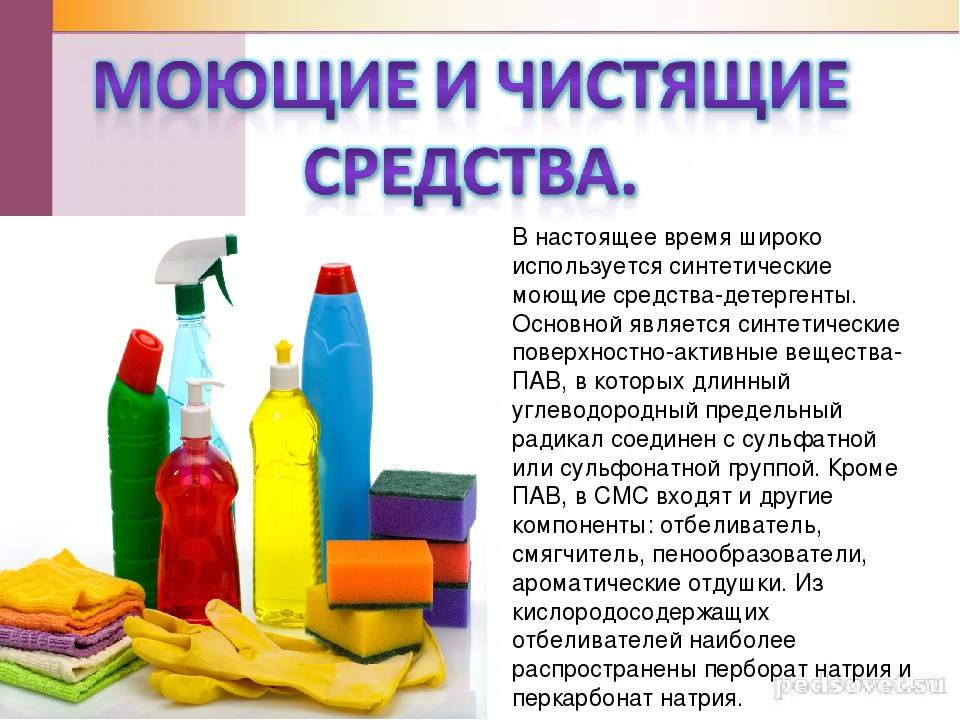 МОЮЩИЕ И ЧИСТЯЩИЕ
СРЕДСТВА.
В настоящее время широко
используется синтетические
моющие средства-детергенты.
Основной является синтетические
поверхностно-активные вещества-
ПАВ, в которых длинный
углеводородный предельный
радикал соединен с сульфатной
или сульфонатной группой. Кроме
ПАВ, в СМС входят и другие
компоненты: отбеливатель,
смягчитель, пенообразователи,
ароматические отдушки. Из
кислородосодержащих
отбеливателей наиболее
распространены перборат натрия и
перкарбонат натрия.
pedsovet.su